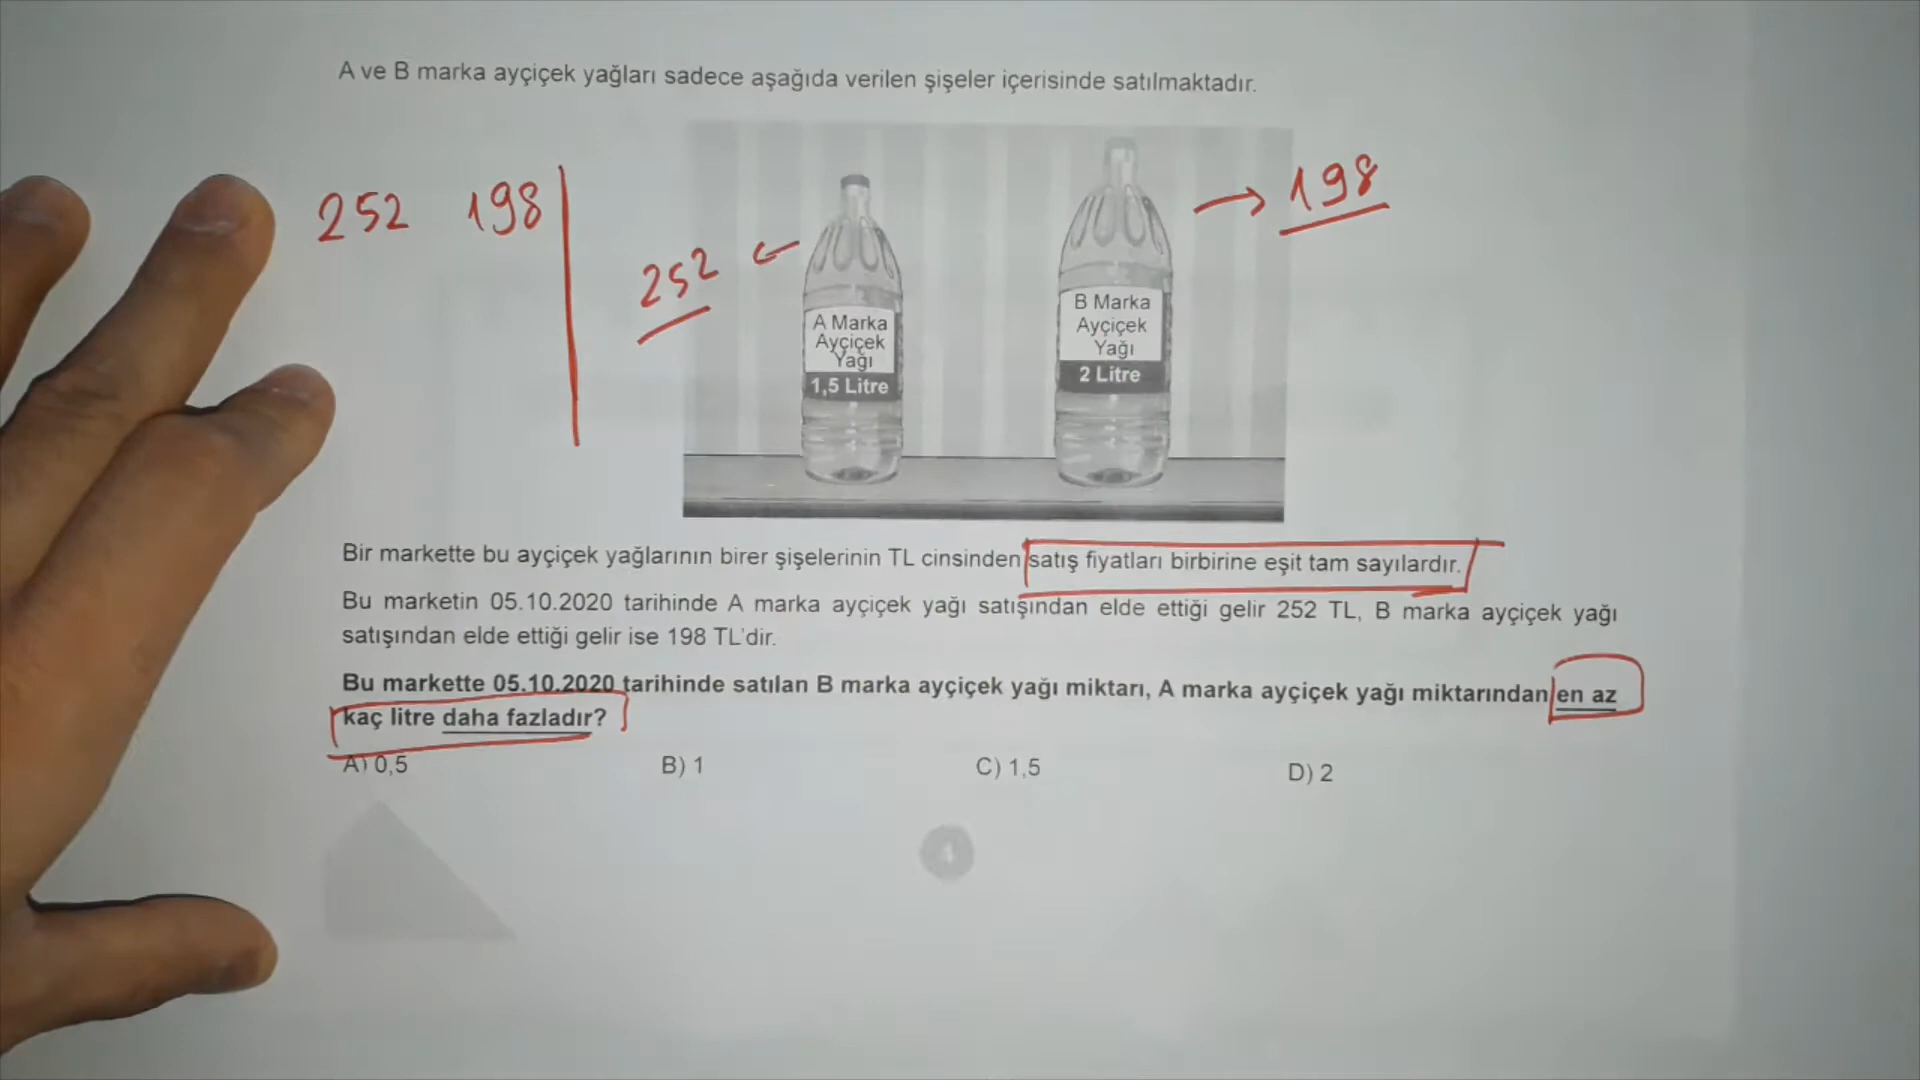 A ve B marka ayçiçek yağları sadece aşağıda verilen şişeler içerisinde satılmaktadır.
252 198
252
198
A Marka
Ayçiçek
Yağı
1,5 Litre
B Marka
Ayçiçek
Yağı
2 Litre
Bir markette bu ayçiçek yağlarının birer şişelerinin TL cinsinden satış fiyatları birbirine eşit tam sayılardır.
Bu marketin 05.10.2020 tarihinde A marka ayçiçek yağı satışından elde ettiği gelir 252 TL, B marka ayçiçek yağı
satışından elde ettiği gelir ise 198 TL'dir.
Bu markette 05.10.2020 tarihinde satılan B marka ayçiçek yağı miktarı, A marka ayçiçek yağı miktarından en az
kaç litre daha fazladır?
A) 0,5 B) 1 C) 1,5 D) 2